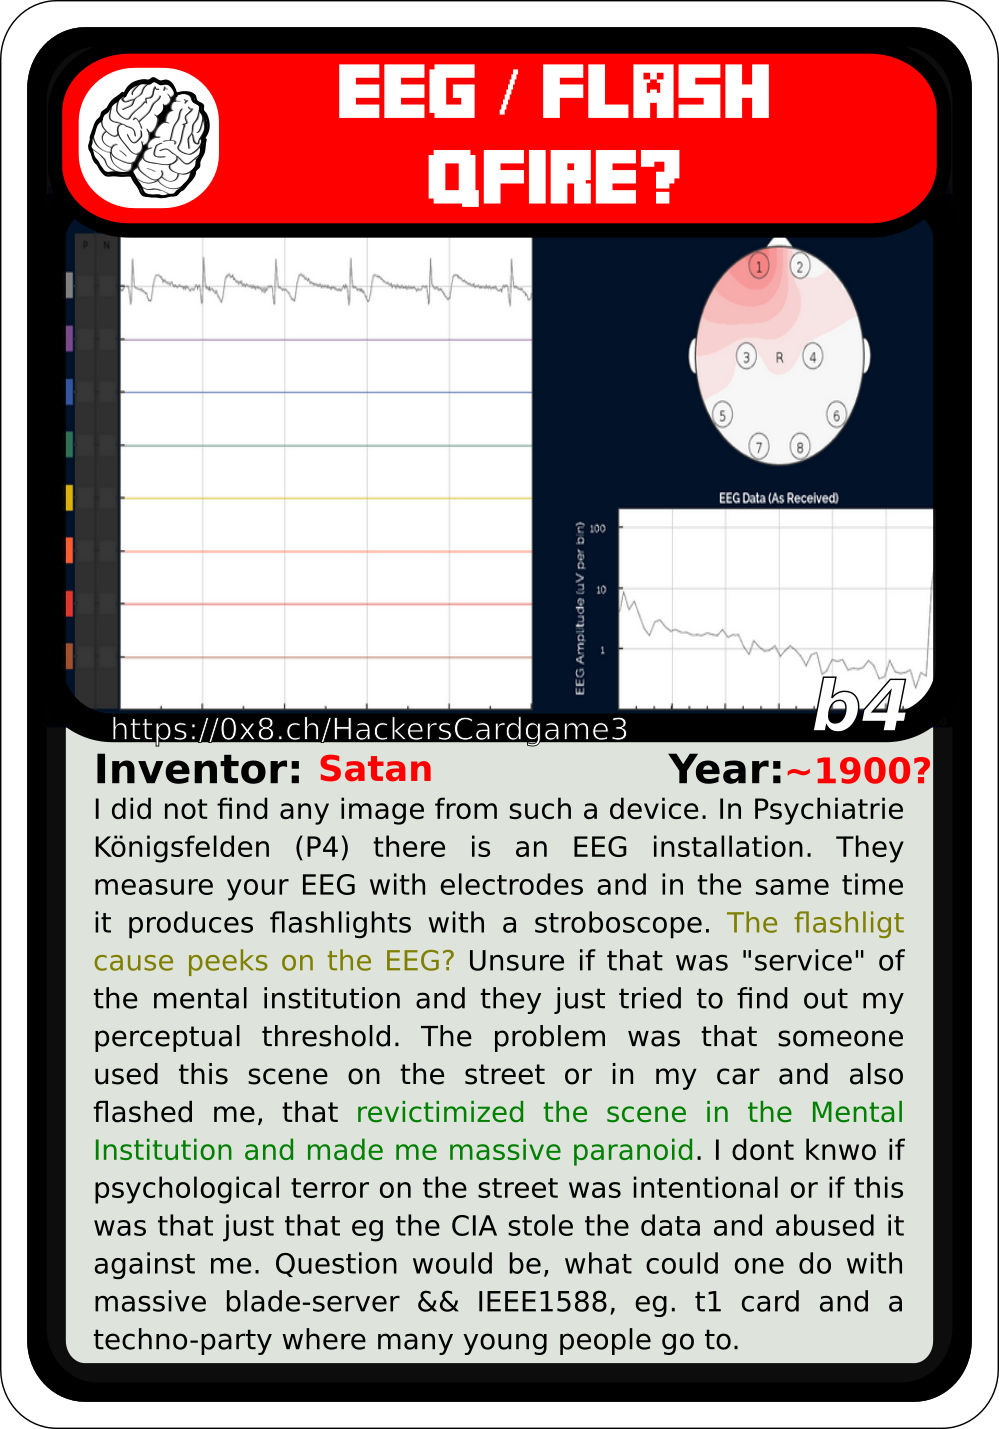 EEG / FLASH
QFIRE?
P N
1 2
3 R 4
5 6
7 8
EEG Data (As Received)
EEG Amplitude (uV per bin)
100
10
1
b4
https://0x8.ch/HackersCardgame3
Inventor: Satan Year:~1900?
I did not find any image from such a device. In Psychiatrie
Königsfelden (P4) there is an EEG installation. They
measure your EEG with electrodes and in the same time
it produces flashlights with a stroboscope. The flashligt
cause peeks on the EEG? Unsure if that was "service" of
the mental institution and they just tried to find out my
perceptual threshold. The problem was that someone
used this scene on the street or in my car and also
flashed me, that revictimized the scene in the Mental
Institution and made me massive paranoid. I dont knwo if
psychological terror on the street was intentional or if this
was that just that eg the CIA stole the data and abused it
against me. Question would be, what could one do with
massive blade-server && IEEE1588, eg. t1 card and a
techno-party where many young people go to.